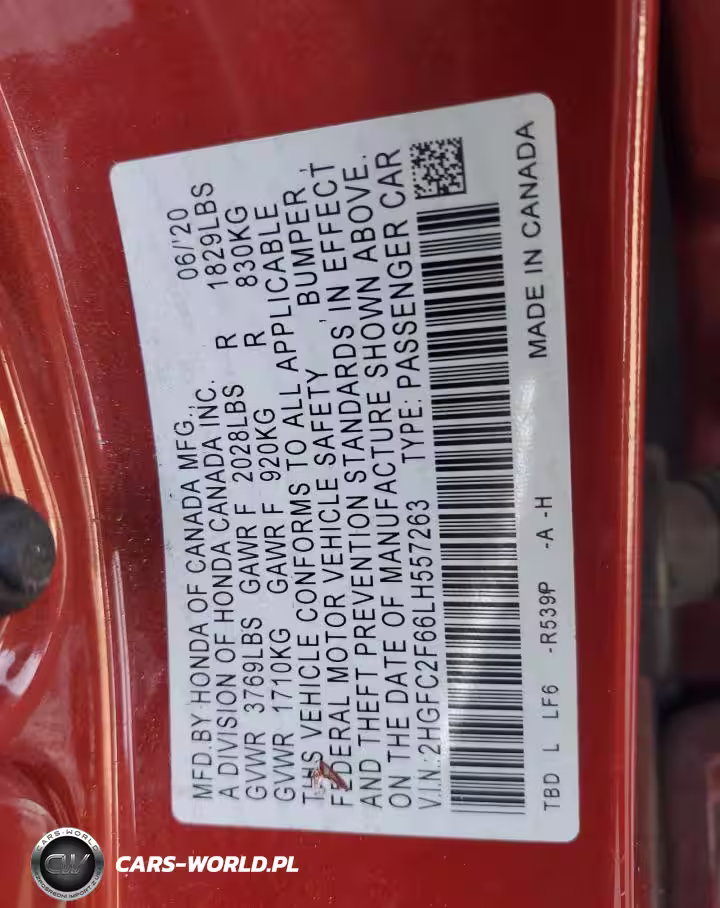 MFD.BY HONDA OF CANADA MFG., 06/'20
A DIVISION OF HONDA CANADA INC.
GVWR 3769LBS GAWR F 2028LBS R 1829LBS
GVWR 1710KG GAWR F 920KG R 830KG
THIS VEHICLE CONFORMS TO ALL APPLICABLE
FEDERAL MOTOR VEHICLE SAFETY, BUMPER,
AND THEFT PREVENTION STANDARDS IN EFFECT
ON THE DATE OF MANUFACTURE SHOWN ABOVE.
V.I.N.:2HGFC2F66LH557263 TYPE: PASSENGER CAR
TBD L LF6 -R539P -A -H MADE IN CANADA
CARS-WORLD.PL